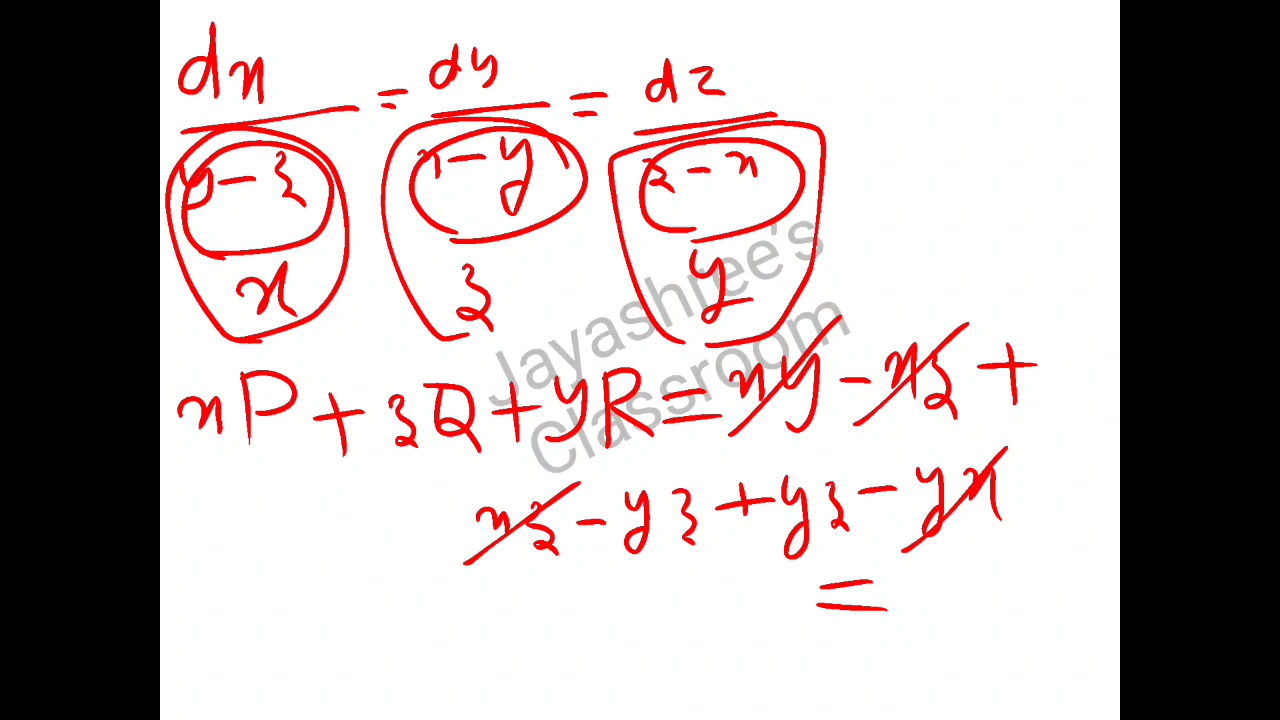 dx = dy = dz
y-z x-y z-x
x z y
xP + zQ + yR = xy - xz +
xz - yz + yz - yx
=
Jayashree's
Classroom